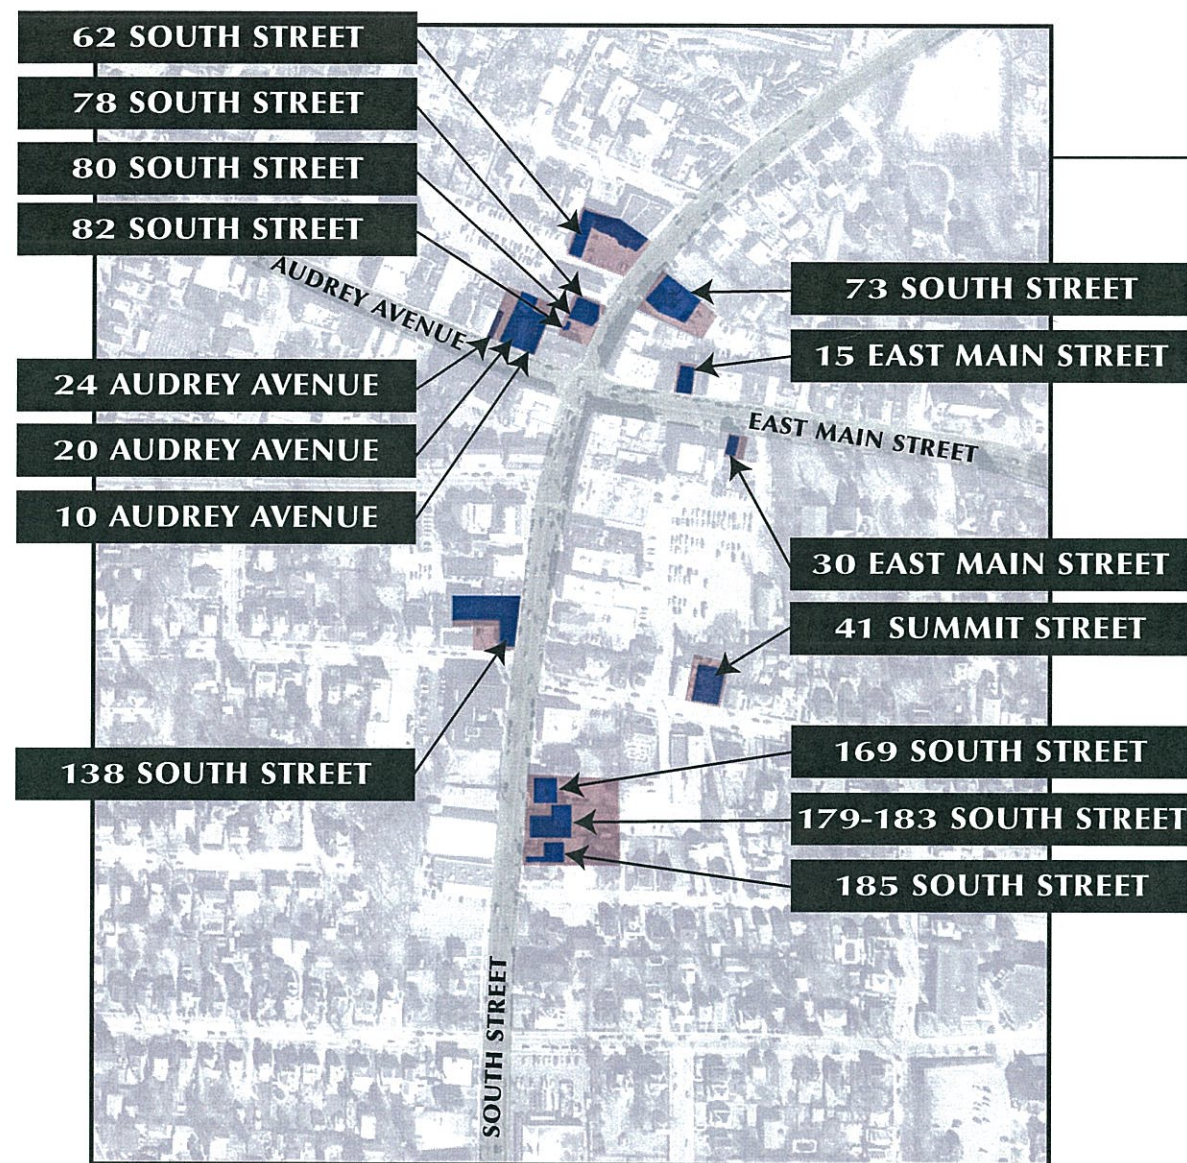 62 SOUTH STREET
78 SOUTH STREET
80 SOUTH STREET
82 SOUTH STREET
AUDREY AVENUE
24 AUDREY AVENUE
20 AUDREY AVENUE
10 AUDREY AVENUE
138 SOUTH STREET
73 SOUTH STREET
15 EAST MAIN STREET
EAST MAIN STREET
30 EAST MAIN STREET
41 SUMMIT STREET
169 SOUTH STREET
179-183 SOUTH STREET
185 SOUTH STREET
SOUTH STREET